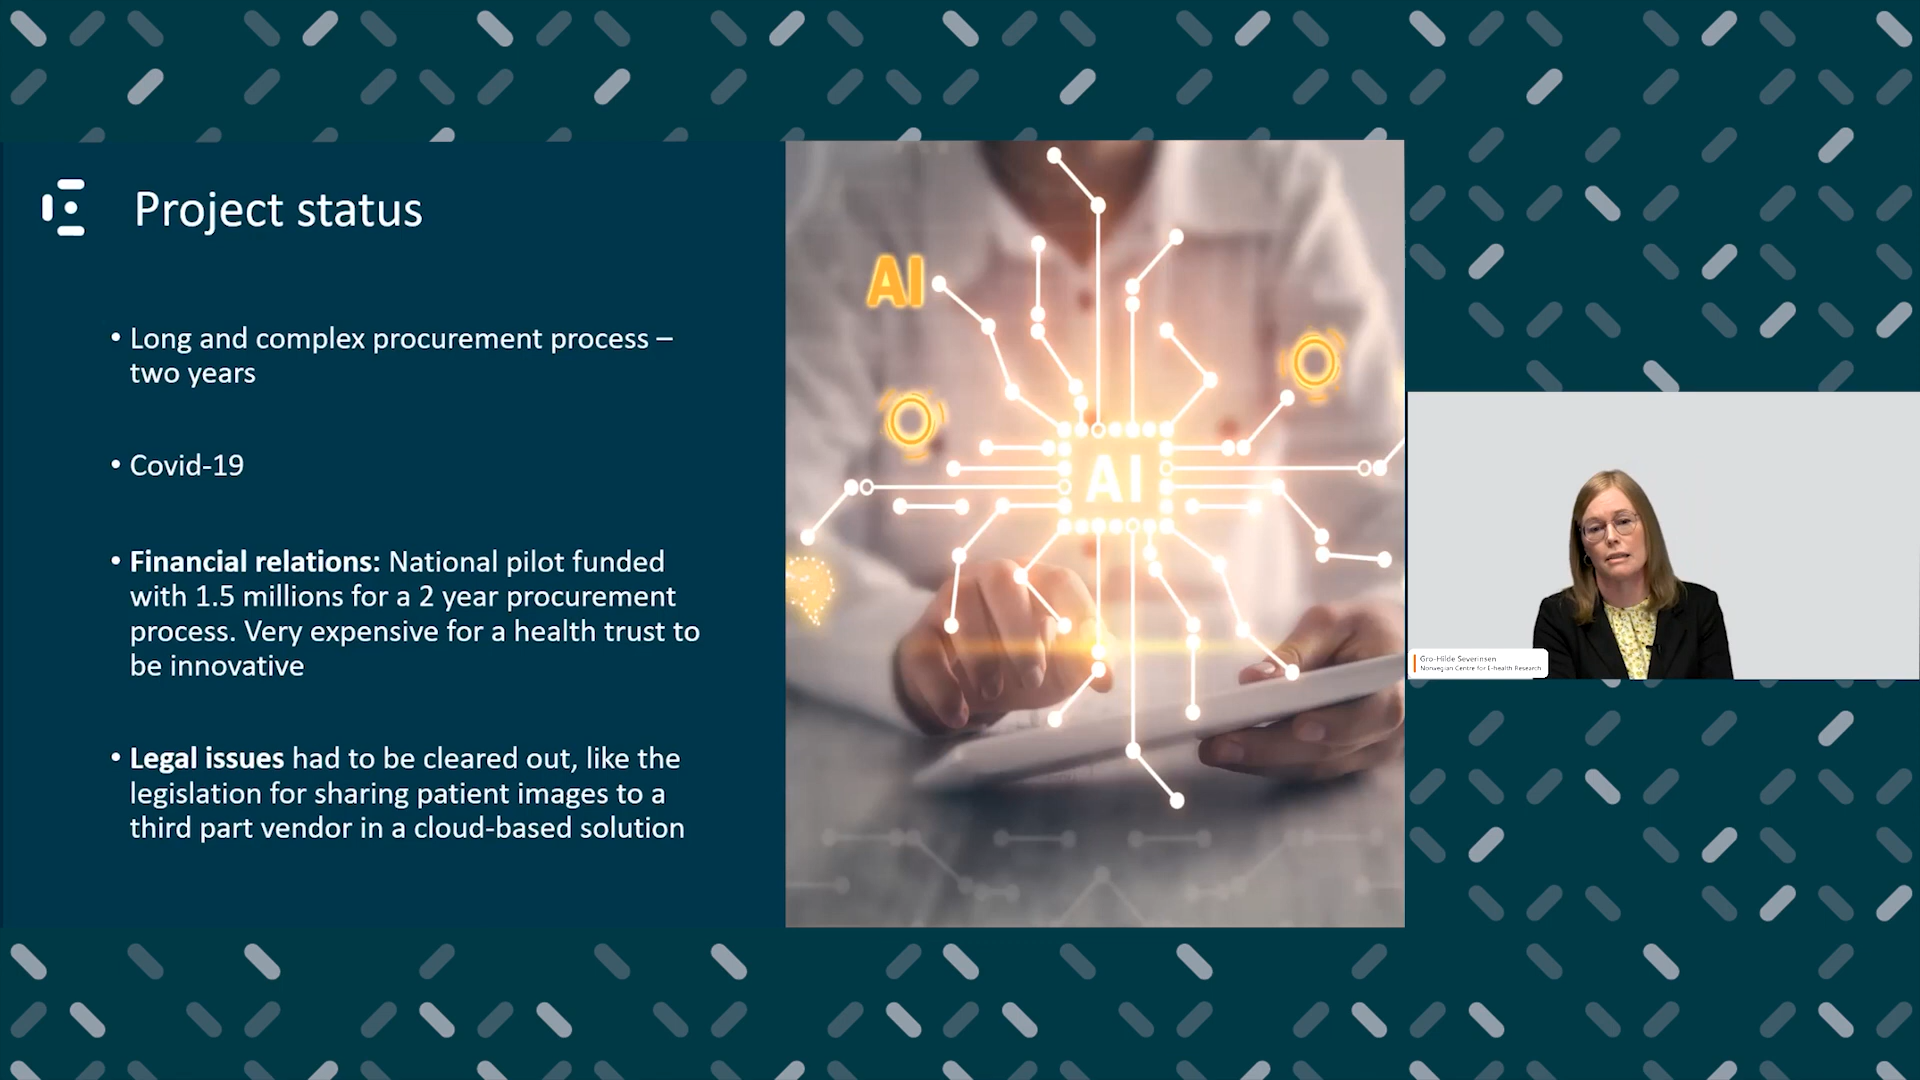 Project status
• Long and complex procurement process –
two years
• Covid-19
• Financial relations: National pilot funded
with 1.5 millions for a 2 year procurement
process. Very expensive for a health trust to
be innovative
• Legal issues had to be cleared out, like the
legislation for sharing patient images to a
third part vendor in a cloud-based solution
AI
AI
Gro-Hilde Severinsen
Norwegian Centre for E-health Research